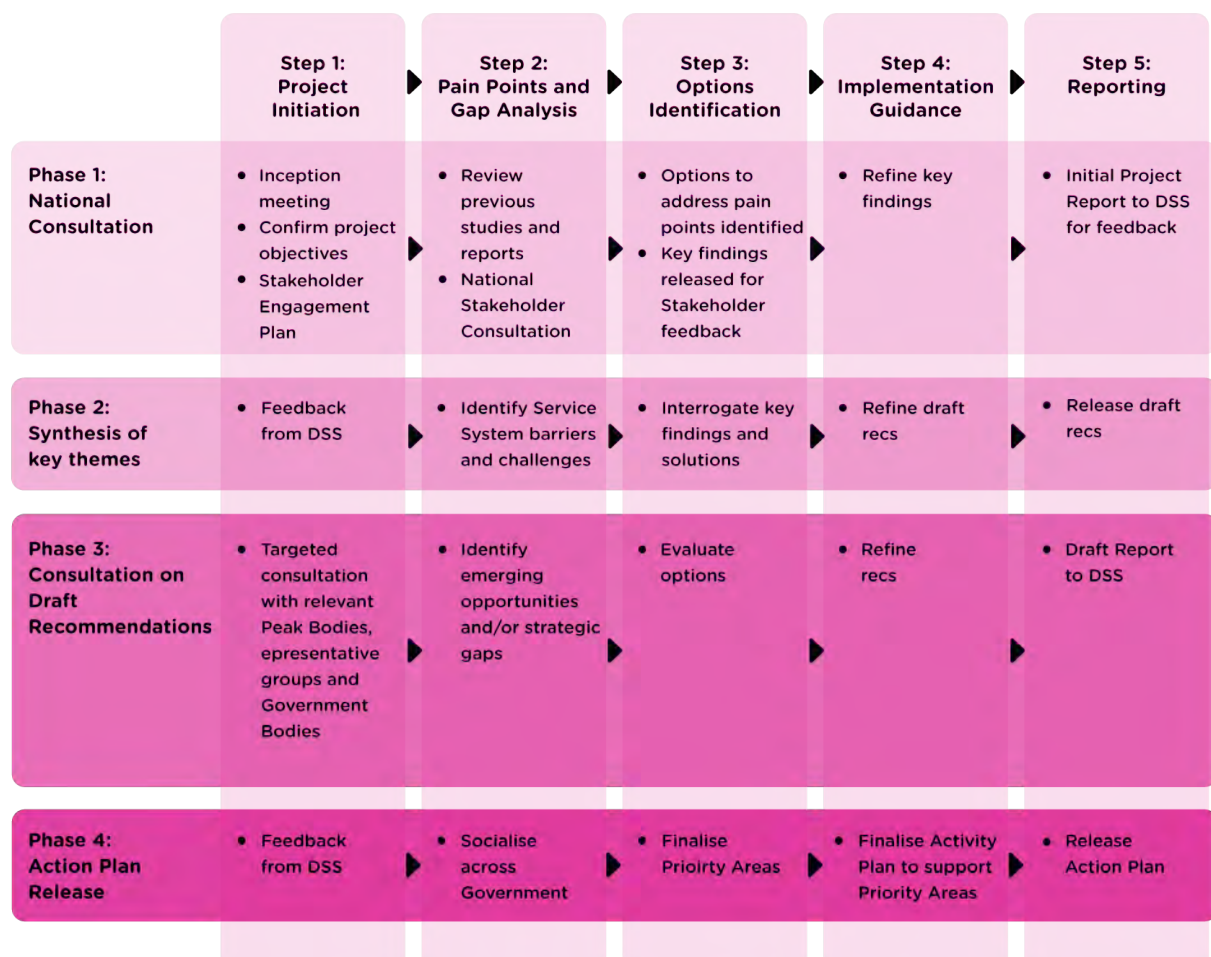 Step 1:
Project
Initiation
Step 2:
Pain Points and
Gap Analysis
Step 3:
Options
Identification
Step 4:
Implementation
Guidance
Step 5:
Reporting
Phase 1:
National
Consultation
• Inception
meeting
• Confirm project
objectives
• Stakeholder
Engagement
Plan
• Review
previous
studies and
reports
• National
Stakeholder
Consultation
• Options to
address pain
points identified
• Key findings
released for
Stakeholder
feedback
• Refine key
findings
• Initial Project
Report to DSS
for feedback
Phase 2:
Synthesis of
key themes
• Feedback
from DSS
• Identify Service
System barriers
and challenges
• Interrogate key
findings and
solutions
• Refine draft
recs
• Release draft
recs
Phase 3:
Consultation on
Draft
Recommendations
• Targeted
consultation
with relevant
Peak Bodies,
epresentative
groups and
Government
Bodies
• Identify
emerging
opportunities
and/or strategic
gaps
• Evaluate
options
• Refine
recs
• Draft Report
to DSS
Phase 4:
Action Plan
Release
• Feedback
from DSS
• Socialise
across
Government
• Finalise
Prioirty Areas
• Finalise Activity
Plan to support
Priority Areas
• Release
Action Plan